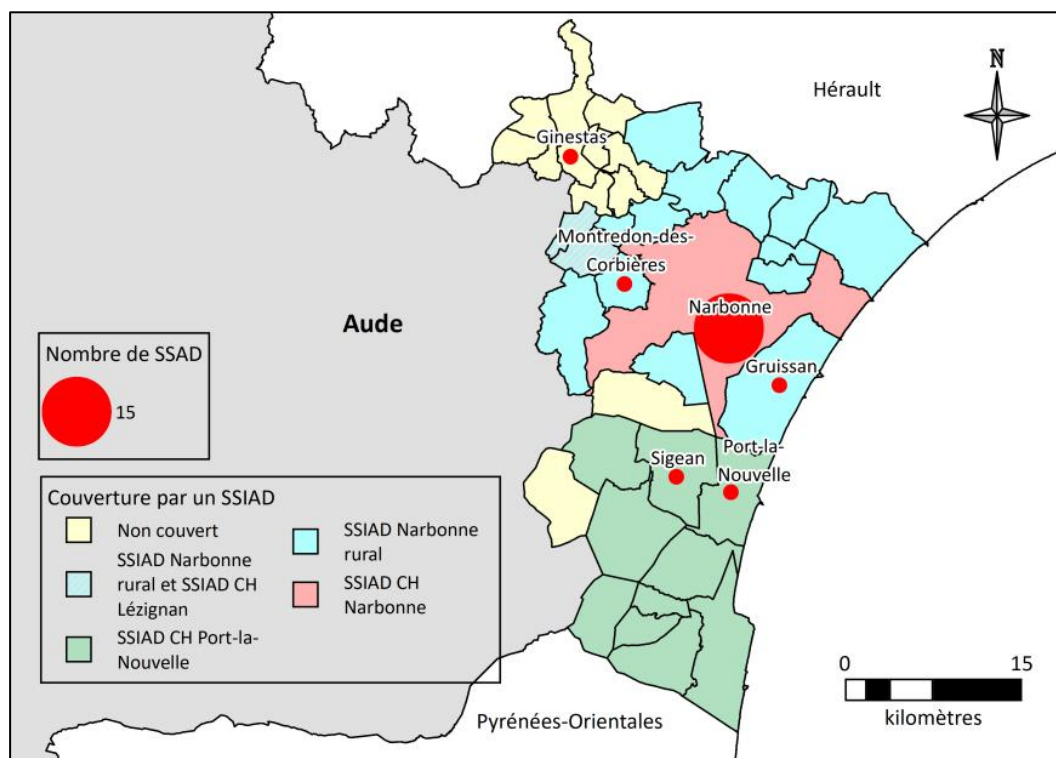 N
Hérault
Ginestas
Montredon-des-
Corbières
Narbonne
Aude
Gruissan
Port-la-
Nouvelle
Sigean
Nombre de SSAD
15
Couverture par un SSIAD
Non couvert
SSIAD Narbonne
rural et SSIAD CH
Lézignan
SSIAD CH Port-la-
Nouvelle
SSIAD Narbonne
rural
SSIAD CH
Narbonne
0 15
kilomètres
Pyrénées-Orientales